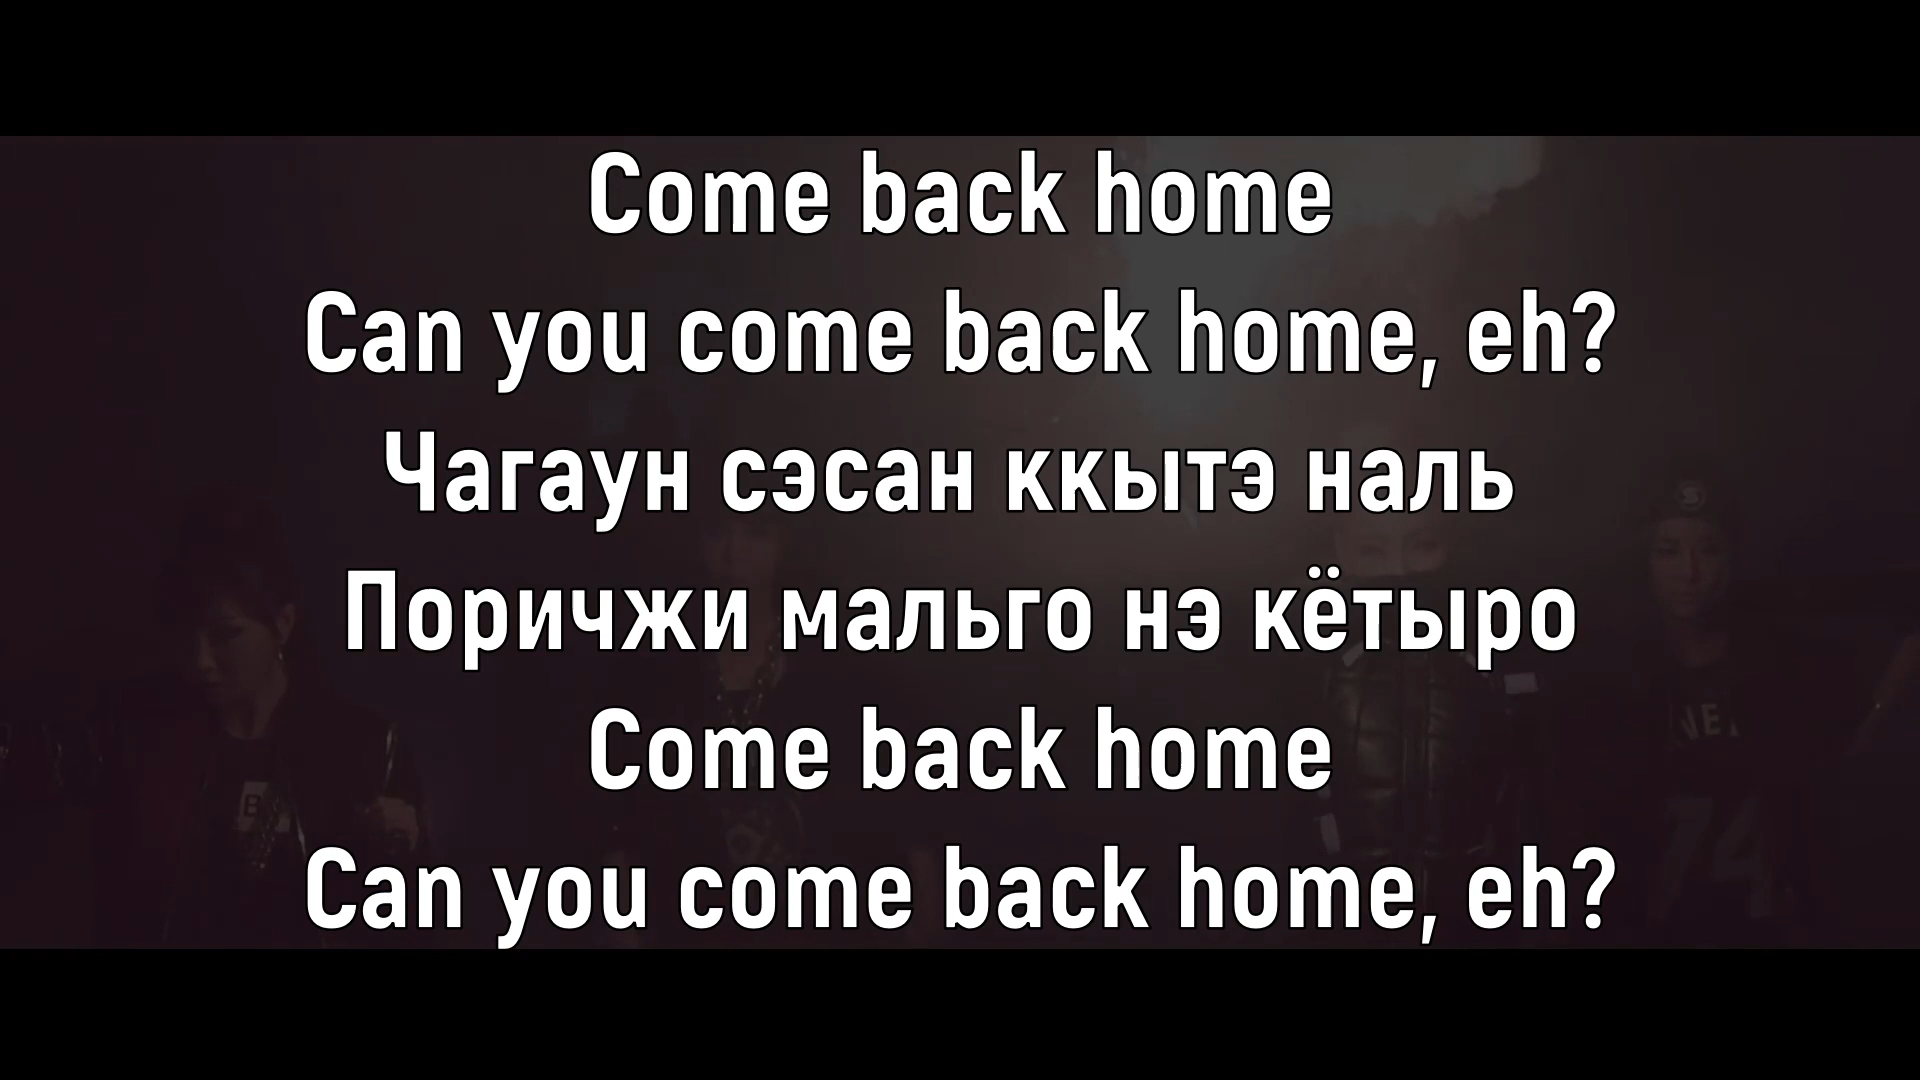 Come back home
Can you come back home, eh?
Чагаун сэсан ккытэ наль
Поричжи мальго нэ кётыро
Come back home
Can you come back home, eh?